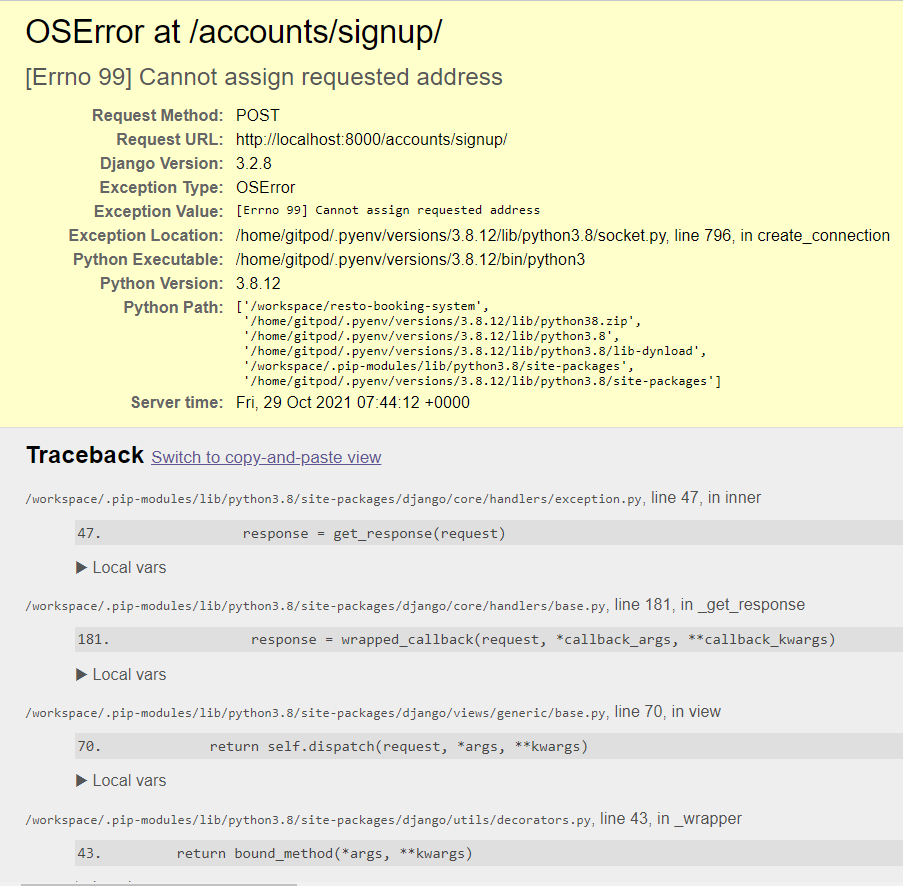 OSError at /accounts/signup/
[Errno 99] Cannot assign requested address
Request Method: POST
Request URL: http://localhost:8000/accounts/signup/
Django Version: 3.2.8
Exception Type: OSError
Exception Value: [Errno 99] Cannot assign requested address
Exception Location: /home/gitpod/.pyenv/versions/3.8.12/lib/python3.8/socket.py, line 796, in create_connection
Python Executable: /home/gitpod/.pyenv/versions/3.8.12/bin/python3
Python Version: 3.8.12
Python Path: ['/workspace/resto-booking-system',
'/home/gitpod/.pyenv/versions/3.8.12/lib/python38.zip',
'/home/gitpod/.pyenv/versions/3.8.12/lib/python3.8',
'/home/gitpod/.pyenv/versions/3.8.12/lib/python3.8/lib-dynload',
'/workspace/.pip-modules/lib/python3.8/site-packages',
'/home/gitpod/.pyenv/versions/3.8.12/lib/python3.8/site-packages']
Server time: Fri, 29 Oct 2021 07:44:12 +0000
Traceback Switch to copy-and-paste view
/workspace/.pip-modules/lib/python3.8/site-packages/django/core/handlers/exception.py, line 47, in inner
47. response = get_response(request)
▶ Local vars
/workspace/.pip-modules/lib/python3.8/site-packages/django/core/handlers/base.py, line 181, in _get_response
181. response = wrapped_callback(request, *callback_args, **callback_kwargs)
▶ Local vars
/workspace/.pip-modules/lib/python3.8/site-packages/django/views/generic/base.py, line 70, in view
70. return self.dispatch(request, *args, **kwargs)
▶ Local vars
/workspace/.pip-modules/lib/python3.8/site-packages/django/utils/decorators.py, line 43, in _wrapper
43. return bound_method(*args, **kwargs)